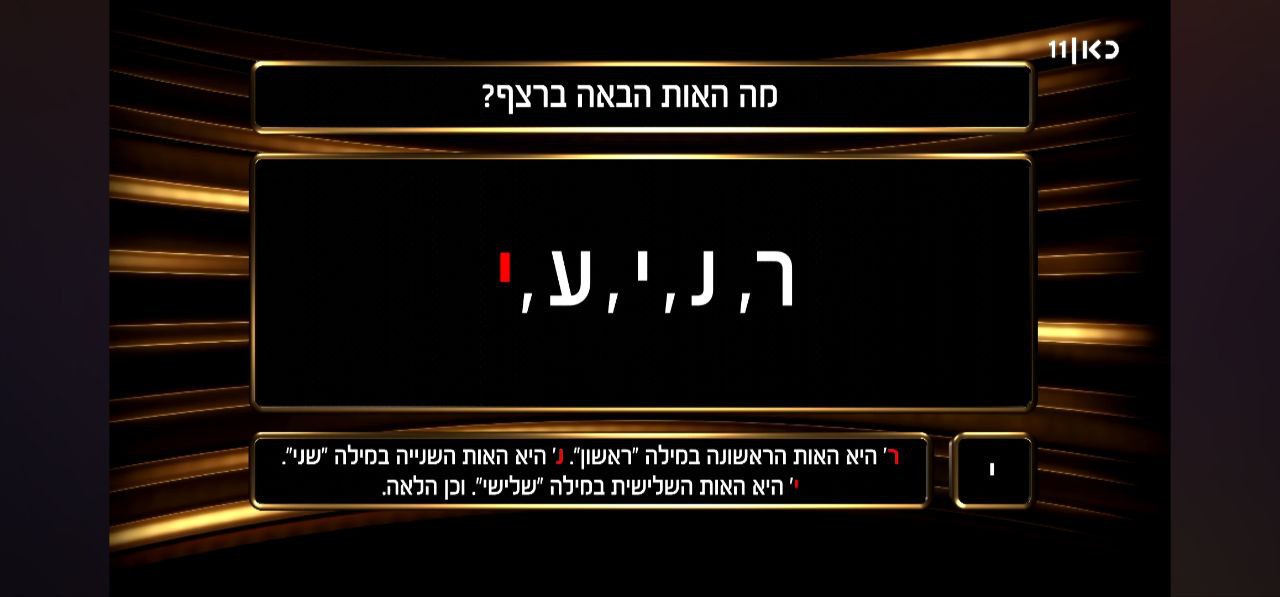 כאן|11
מה האות הבאה ברצף?
ר, נ, י, ע, י
ר' היא האות הראשונה במילה "ראשון". נ' היא האות השנייה במילה "שני".
י' היא האות השלישית במילה "שלישי". וכן הלאה.
י